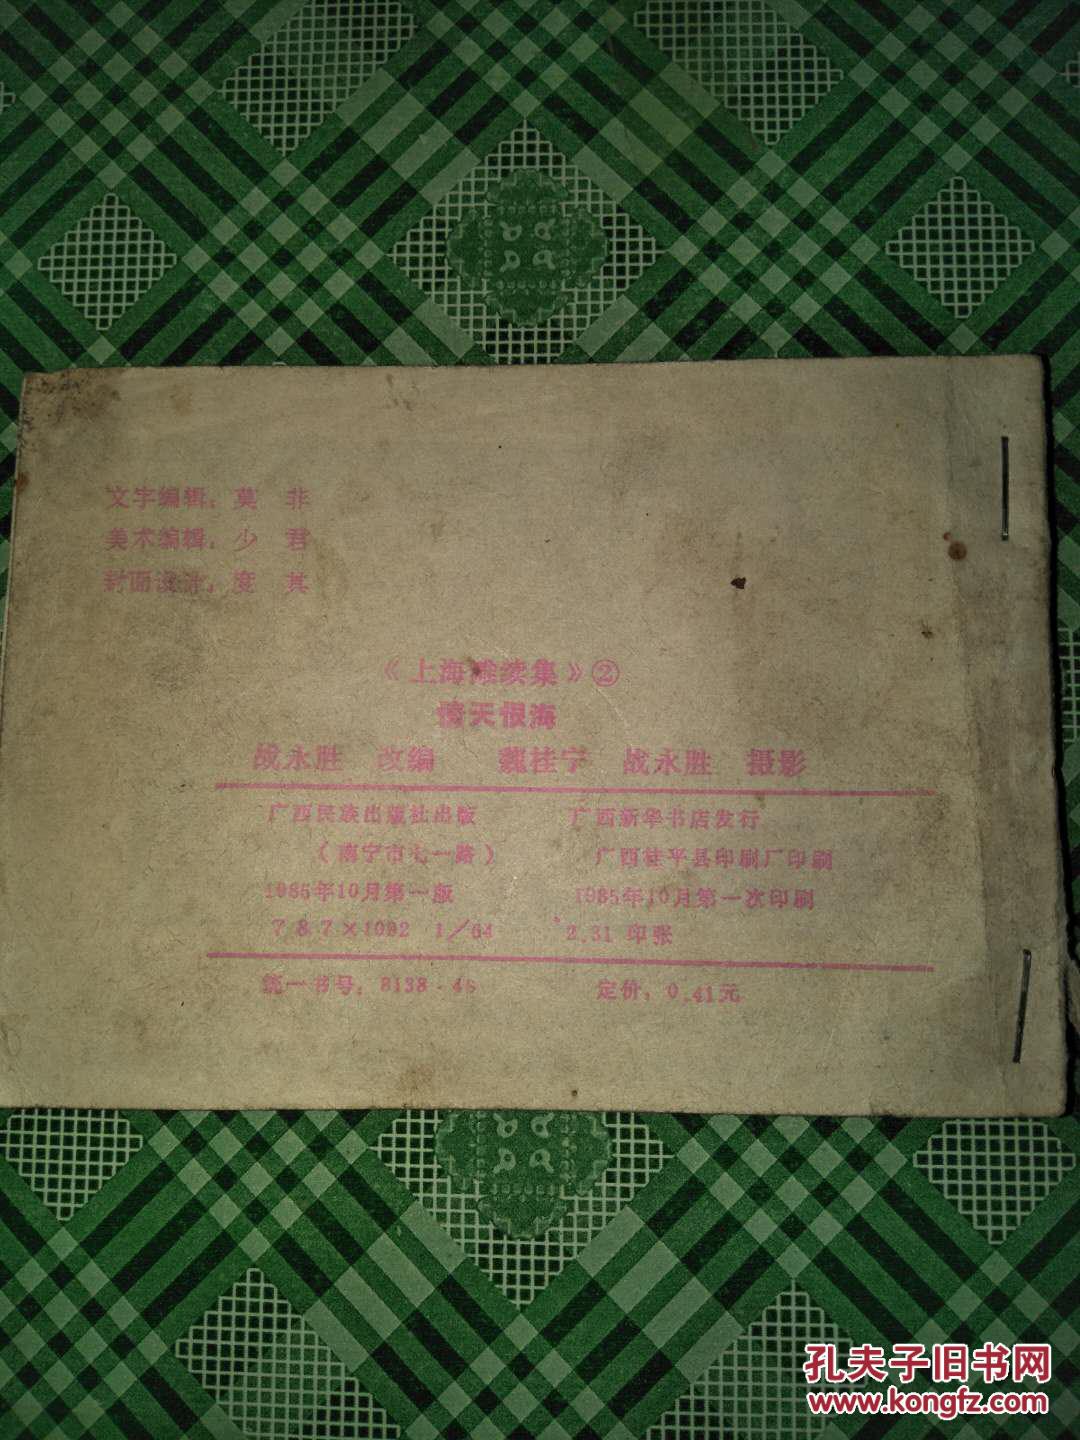 文字编辑：莫　非
美术编辑：少　君
封面设计：度　其
《上海滩续集》②
情天恨海
战永胜　改编　　魏桂宁　战永胜　摄影
广西民族出版社出版　　广西新华书店发行
（南宁市七一路）　　广西桂平县印刷厂印刷
1985年10月第一版　　1985年10月第一次印刷
787×1092 1/64　　2.31 印张
统一书号：8138·46　　定价：0.41元
孔夫子旧书网
www.kongfz.com